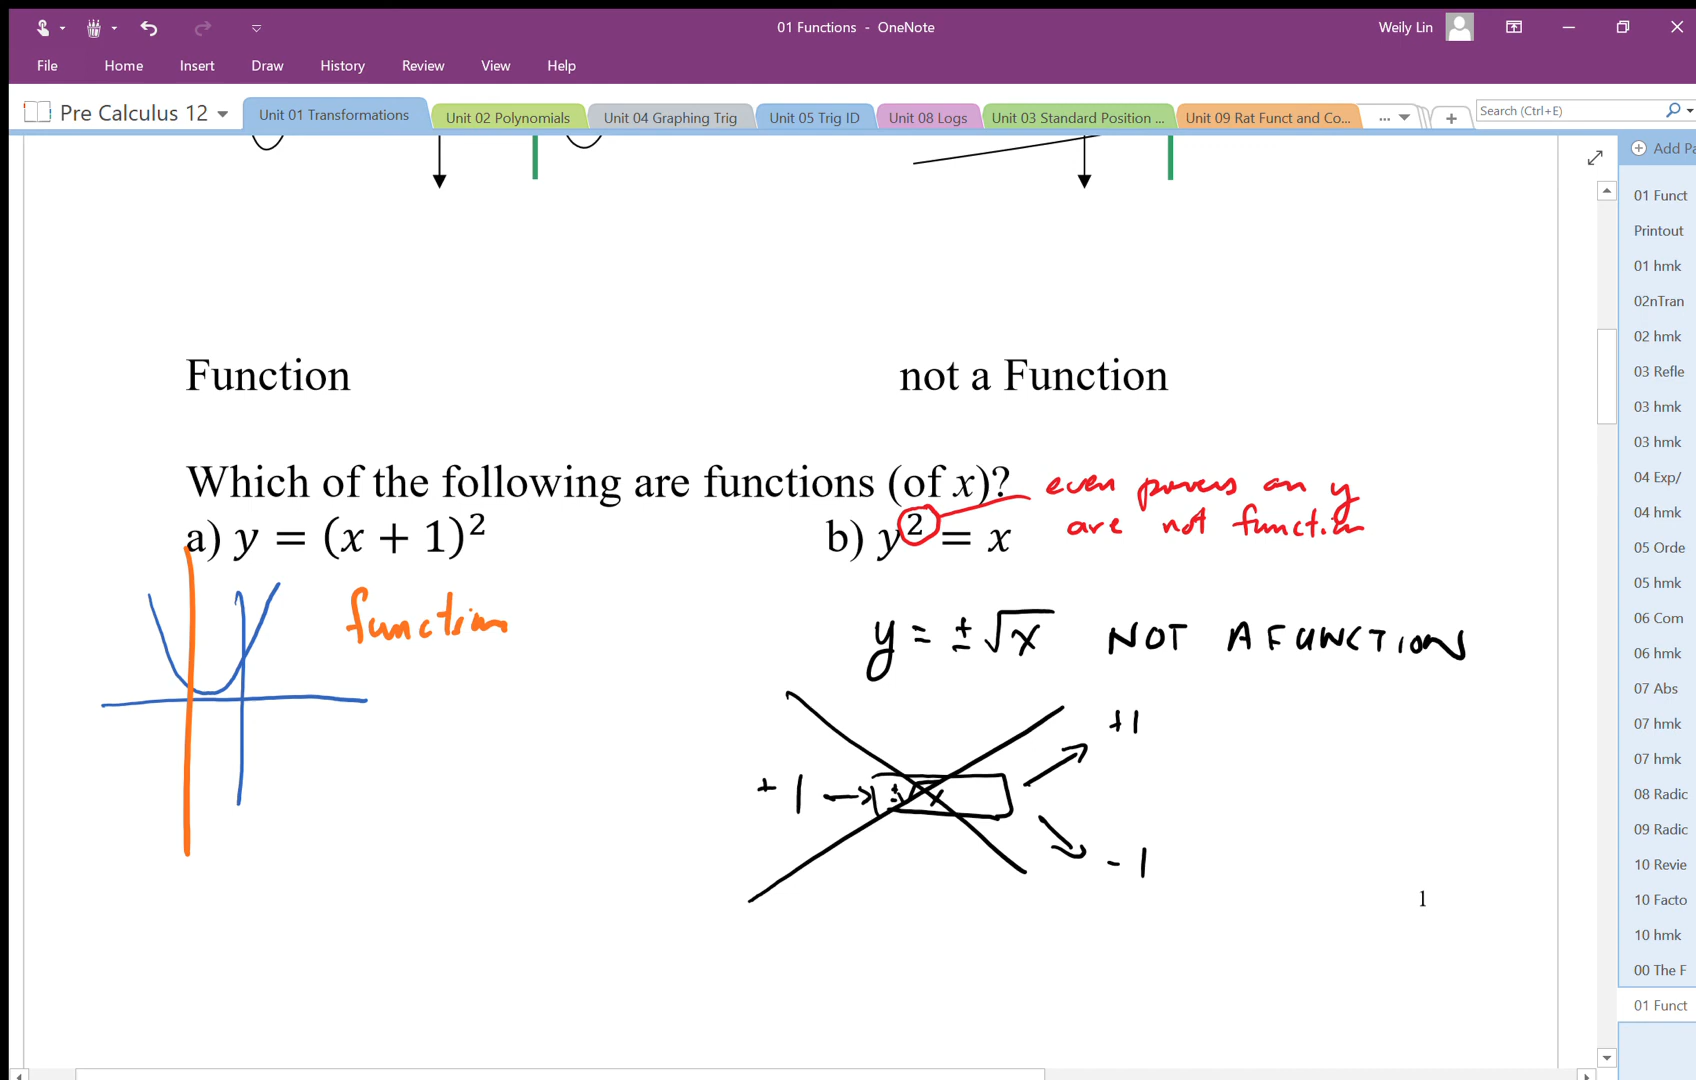 01 Functions - OneNote
Weily Lin
File Home Insert Draw History Review View Help
Pre Calculus 12
Unit 01 Transformations
Unit 02 Polynomials
Unit 04 Graphing Trig
Unit 05 Trig ID
Unit 08 Logs
Unit 03 Standard Position ...
Unit 09 Rat Funct and Co...
...
Search (Ctrl+E)
Function
not a Function
Which of the following are functions (of x)?
even powers on y
are not function
a) y = (x + 1)²
b) y² = x
function
y = ± √x NOT A FUNCTION
+1
+1
± √x
-1
1
Add Pa
01 Funct
Printout
01 hmk
02nTran
02 hmk
03 Refle
03 hmk
03 hmk
04 Exp/
04 hmk
05 Orde
05 hmk
06 Com
06 hmk
07 Abs
07 hmk
07 hmk
08 Radic
09 Radic
10 Revie
10 Facto
10 hmk
00 The F
01 Funct